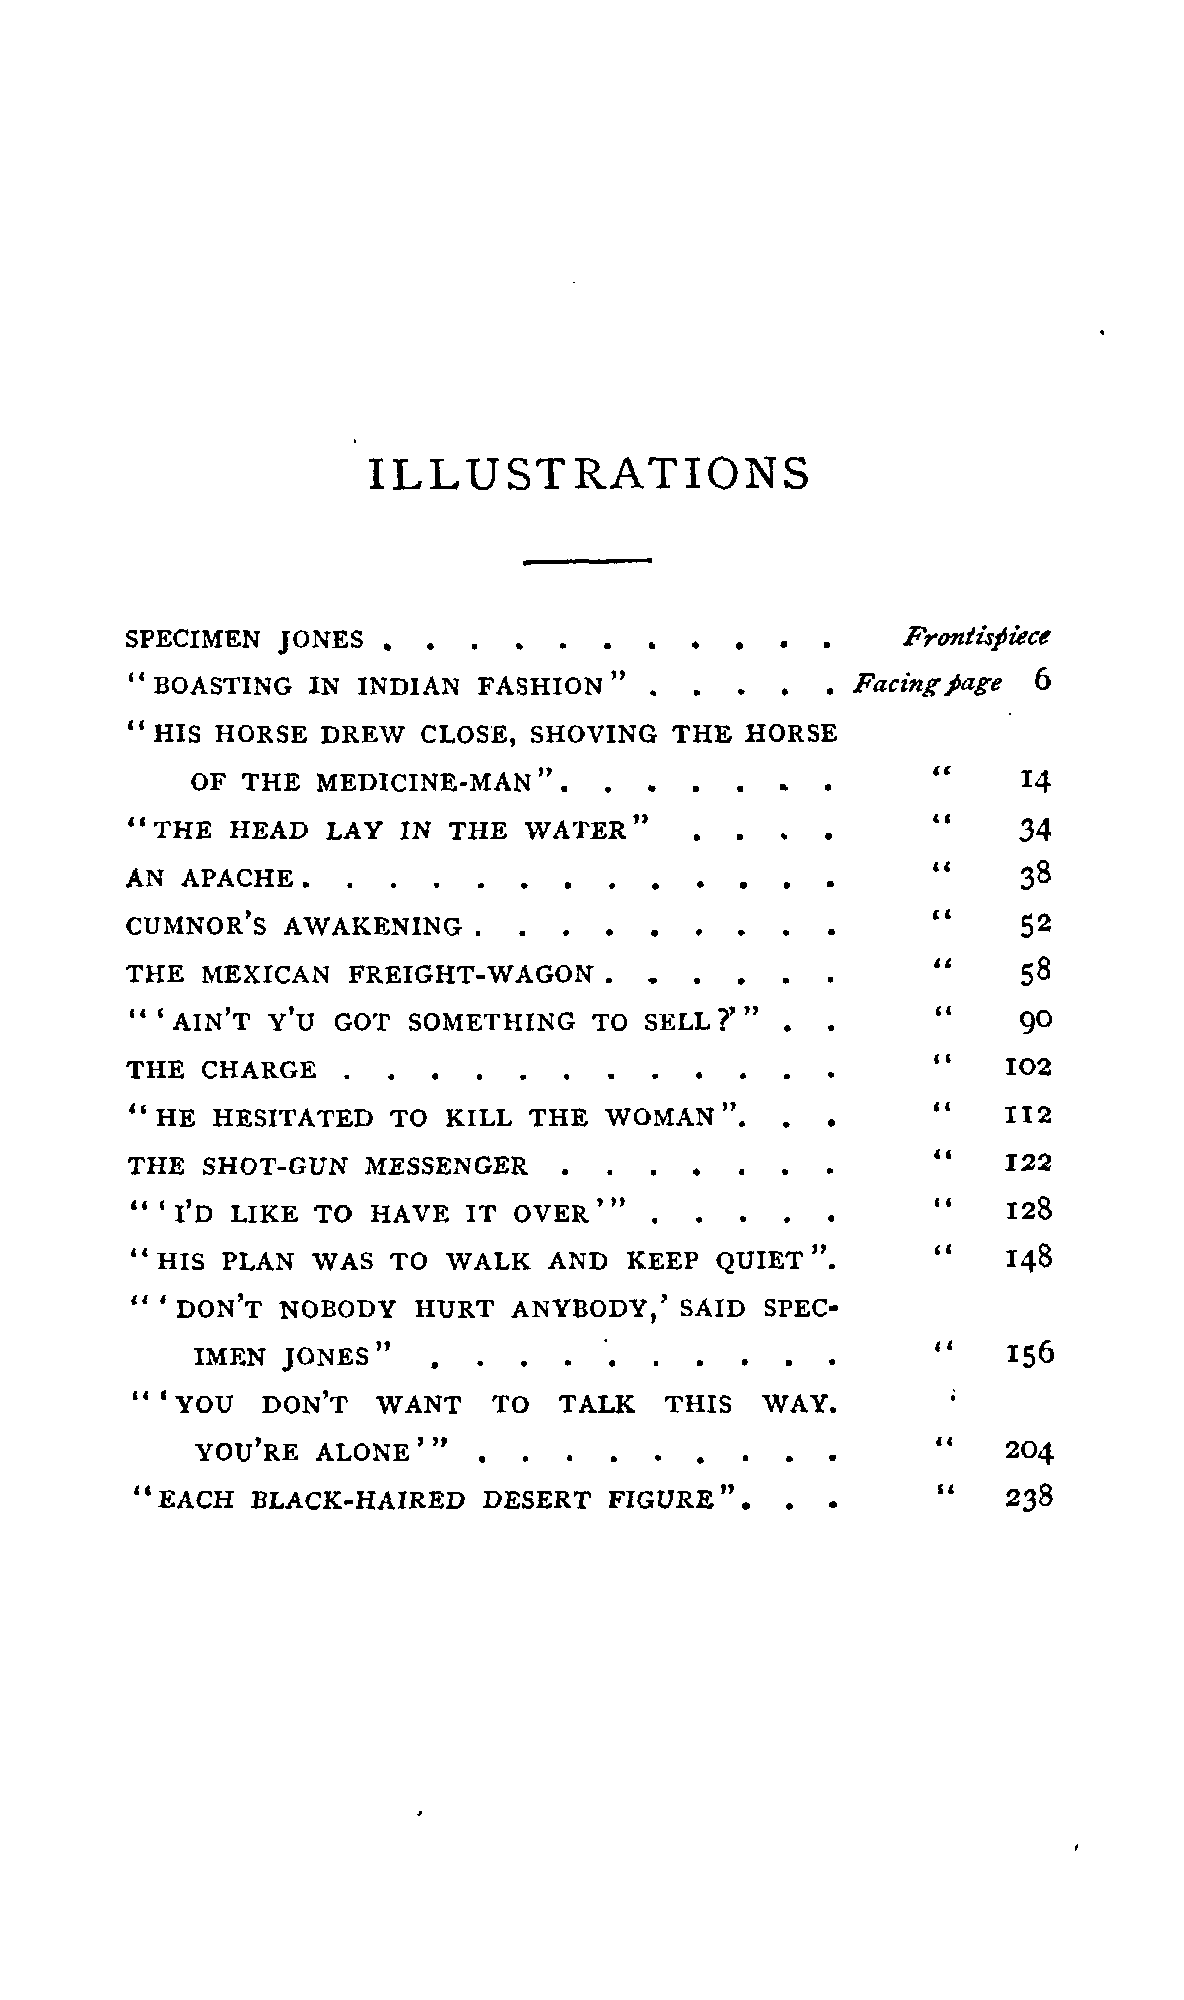 ILLUSTRATIONS
SPECIMEN JONES . . . . . . . . . . . Frontispiece
"BOASTING IN INDIAN FASHION" . . . . . Facing page 6
"HIS HORSE DREW CLOSE, SHOVING THE HORSE
OF THE MEDICINE-MAN". . . . . . . " 14
"THE HEAD LAY IN THE WATER" . . . . " 34
AN APACHE. . . . . . . . . . . . . " 38
CUMNOR'S AWAKENING . . . . . . . . . " 52
THE MEXICAN FREIGHT-WAGON . . . . . . " 58
"'AIN'T Y'U GOT SOMETHING TO SELL?'" . . " 90
THE CHARGE . . . . . . . . . . . . " 102
"HE HESITATED TO KILL THE WOMAN". . . " 112
THE SHOT-GUN MESSENGER . . . . . . . " 122
"'I'D LIKE TO HAVE IT OVER'" . . . . . " 128
"HIS PLAN WAS TO WALK AND KEEP QUIET". " 148
"'DON'T NOBODY HURT ANYBODY,' SAID SPEC-
IMEN JONES" . . . . . . . . . . " 156
"'YOU DON'T WANT TO TALK THIS WAY.
YOU'RE ALONE'" . . . . . . . . . " 204
"EACH BLACK-HAIRED DESERT FIGURE". . . " 238